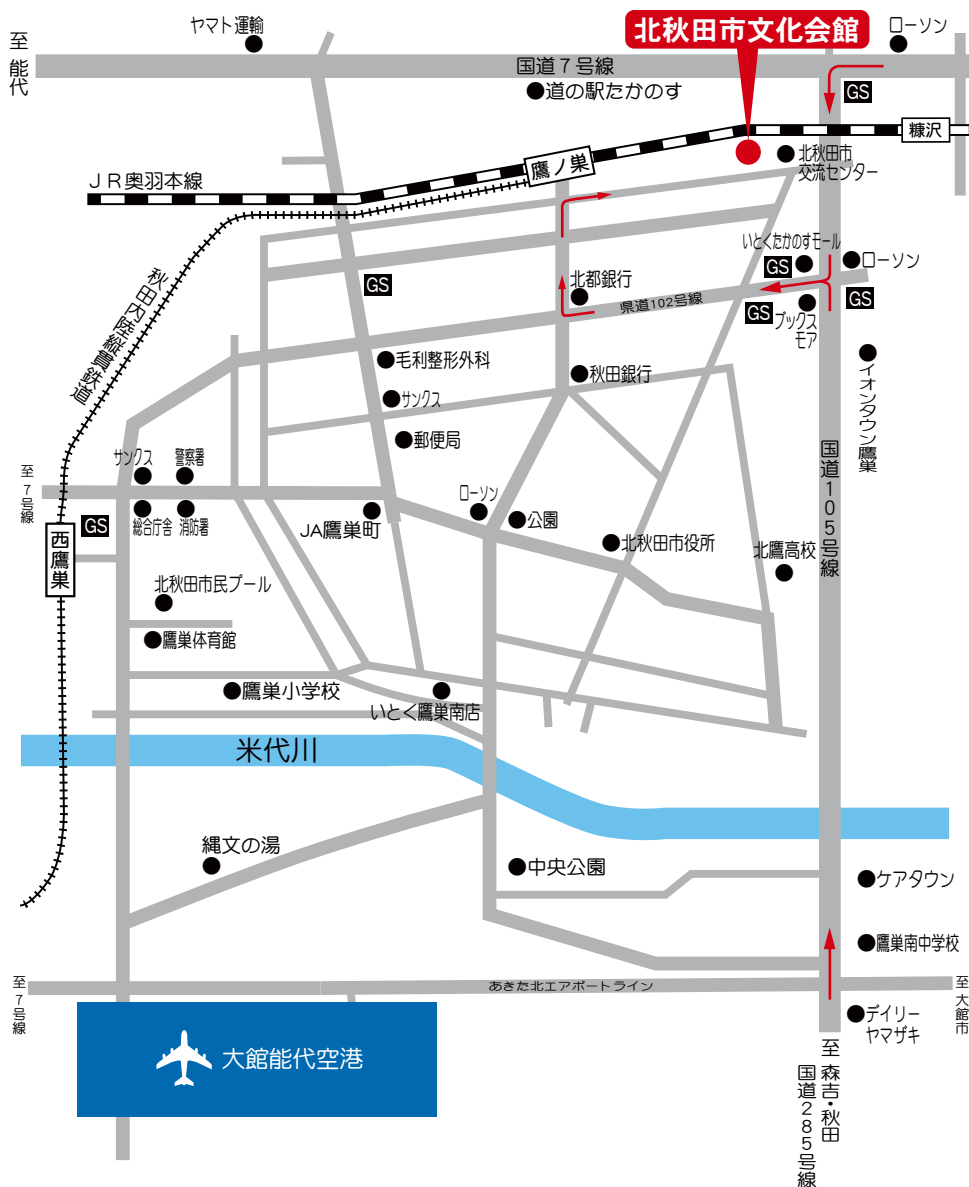 ヤマト運輸
北秋田市文化会館
ローソン
至 能代
国道7号線
道の駅たかのす
GS
糠沢
北秋田市
交流センター
鷹ノ巣
JR奥羽本線
いとくたかのすモール
ローソン
GS
GS
GS
GS
ブックス
モア
北都銀行
県道102号線
秋田内陸縦貫鉄道
毛利整形外科
秋田銀行
イオンタウン鷹巣
サンクス
郵便局
国道105号線
サンクス
警察署
至 7号線
GS
総合庁舎
消防署
JA鷹巣町
ローソン
公園
北秋田市役所
北鷹高校
西鷹巣
北秋田市民プール
鷹巣体育館
鷹巣小学校
いとく鷹巣南店
米代川
縄文の湯
中央公園
ケアタウン
鷹巣南中学校
至 7号線
あきた北エアポートライン
至 大館市
デイリー
ヤマザキ
大館能代空港
至 森吉・秋田
国道285号線